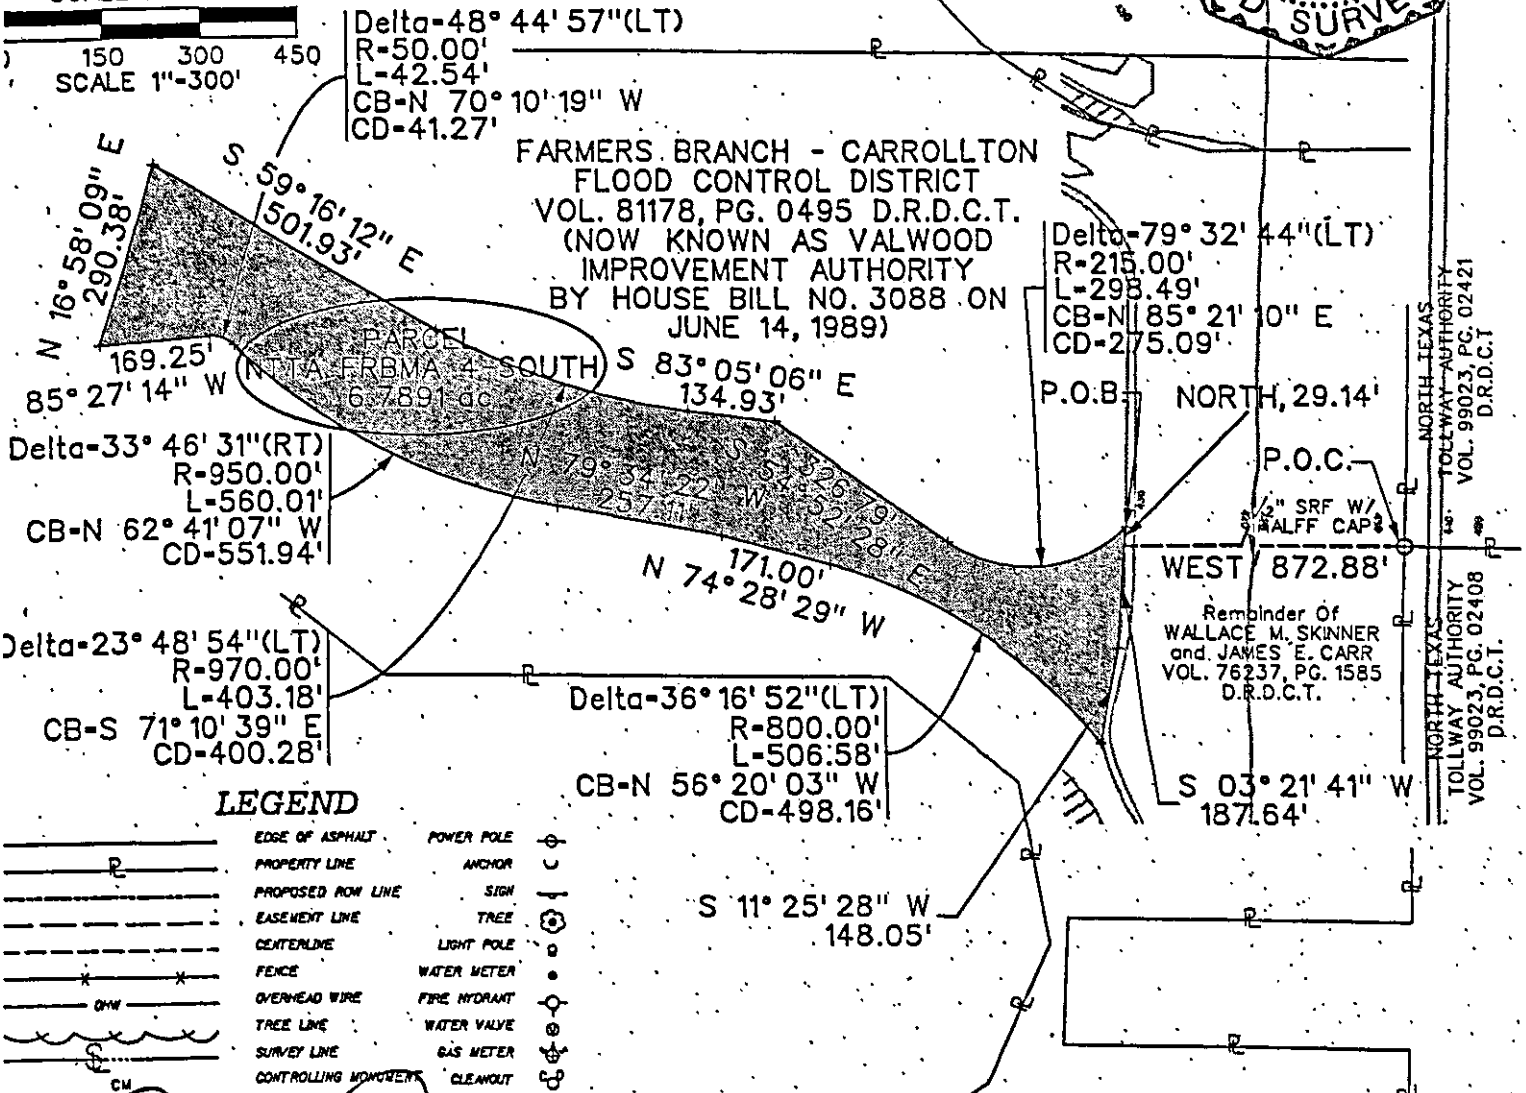 150 300 450
SCALE 1"=300'
Delta=48° 44' 57"(LT)
R=50.00'
L=42.54'
CB=N 70° 10' 19" W
CD=41.27'
SURVE
FARMERS BRANCH - CARROLLTON
FLOOD CONTROL DISTRICT
VOL. 81178, PG. 0495 D.R.D.C.T.
(NOW KNOWN AS VALWOOD
IMPROVEMENT AUTHORITY
BY HOUSE BILL NO. 3088 ON
JUNE 14, 1989)
N 16° 58' 09" E
290.38'
S 59° 16' 12" E
501.93'
Delta=79° 32' 44"(LT)
R=215.00'
L=298.49'
CB=N 85° 21' 10" E
CD=275.09'
NORTH TEXAS
TOLLWAY AUTHORITY
VOL. 99023, PG. 02421
D.R.D.C.T
PARCEL
NTTA FRBMA 4-SOUTH
6.7891 ac
169.25'
85° 27' 14" W
S 83° 05' 06" E
134.93'
P.O.B.
NORTH, 29.14'
P.O.C.
1/2" SRF W/
HALFF CAP
WEST 872.88'
Delta=33° 46' 31"(RT)
R=950.00'
L=560.01'
CB=N 62° 41' 07" W
CD=551.94'
N 79° 34' 22" W
257.11'
S 54° 52' 28" E
326.79'
171.00'
N 74° 28' 29" W
Remainder Of
WALLACE M. SKINNER
and JAMES E. CARR
VOL. 76237, PG. 1585
D.R.D.C.T.
NORTH TEXAS
TOLLWAY AUTHORITY
VOL. 99023, PG. 02408
D.R.D.C.T.
Delta=23° 48' 54"(LT)
R=970.00'
L=403.18'
CB=S 71° 10' 39" E
CD=400.28'
Delta=36° 16' 52"(LT)
R=800.00'
L=506.58'
CB=N 56° 20' 03" W
CD=498.16'
S 03° 21' 41" W
187.64'
S 11° 25' 28" W
148.05'
LEGEND
EDGE OF ASPHALT POWER POLE
PROPERTY LINE ANCHOR
PROPOSED ROW LINE SIGN
EASEMENT LINE TREE
CENTERLINE LIGHT POLE
FENCE WATER METER
OHW OVERHEAD WIRE FIRE HYDRANT
TREE LINE WATER VALVE
SURVEY LINE GAS METER
CM CONTROLLING MONUMENT CLEANOUT